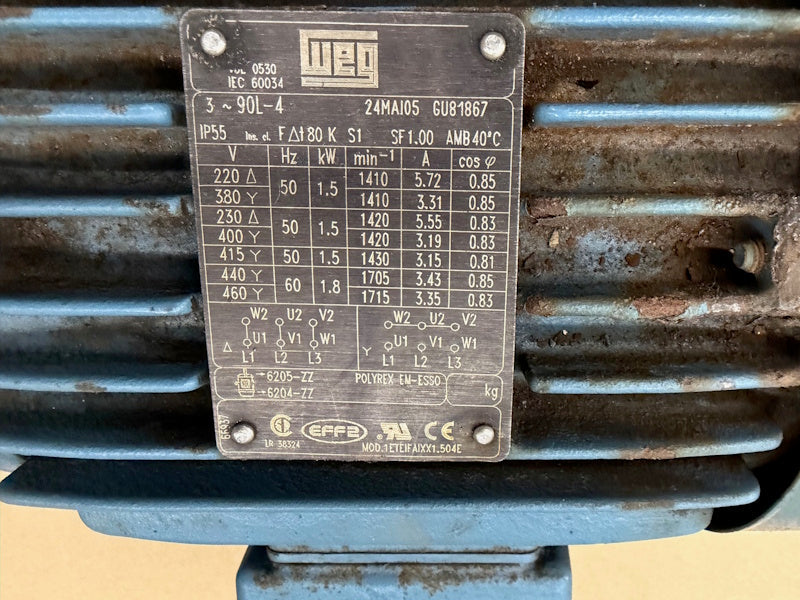 WEG
VDE 0530
IEC 60034
3 ~ 90L-4 24MAI05 GU81867
IP55 Ins. cl. F Δt 80 K S1 SF 1.00 AMB 40°C
V Hz kW min⁻¹ A cos φ
220 Δ 50 1.5 1410 5.72 0.85
380 Y 1410 3.31 0.85
230 Δ 50 1.5 1420 5.55 0.83
400 Y 1420 3.19 0.83
415 Y 50 1.5 1430 3.15 0.81
440 Y 60 1.8 1705 3.43 0.85
460 Y 1715 3.35 0.83
W2 U2 V2 W2 U2 V2
U1 V1 W1 U1 V1 W1
Δ L1 L2 L3 Y L1 L2 L3
→6205-ZZ POLYREX EM-ESSO
→6204-ZZ kg
EFF2 CE
LR 38324 MOD.1ETEIFAIXX1.504E